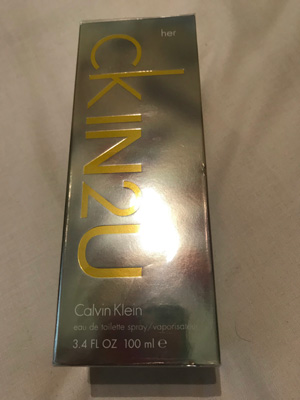 her
CKIN2U
Calvin Klein
eau de toilette spray/vaporisateur
3.4 FL OZ 100 ml ℮